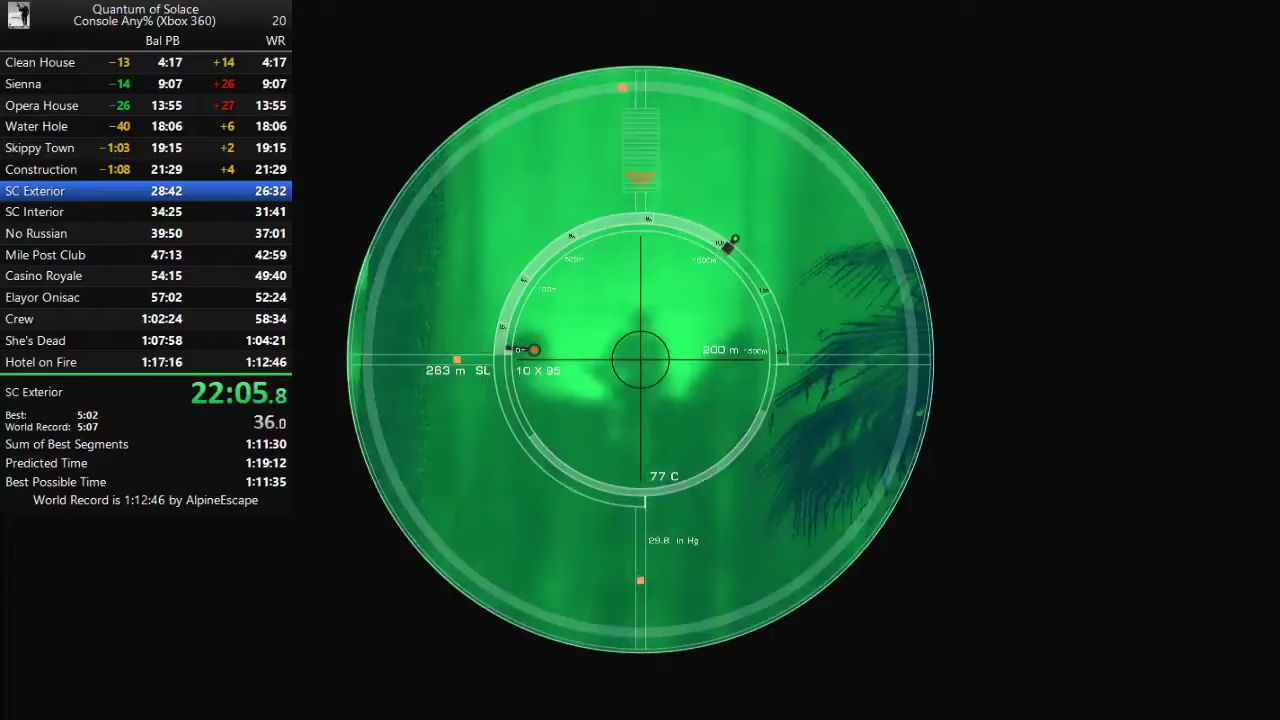 Quantum of Solace
Console Any% (Xbox 360) 20
Bal PB WR
Clean House −13 4:17 +14 4:17
Sienna −14 9:07 +26 9:07
Opera House −26 13:55 +27 13:55
Water Hole −40 18:06 +6 18:06
Skippy Town −1:03 19:15 +2 19:15
Construction −1:08 21:29 +4 21:29
SC Exterior 28:42 26:32
SC Interior 34:25 31:41
No Russian 39:50 37:01
Mile Post Club 47:13 42:59
Casino Royale 54:15 49:40
Elayor Onisac 57:02 52:24
Crew 1:02:24 58:34
She's Dead 1:07:58 1:04:21
Hotel on Fire 1:17:16 1:12:46
SC Exterior 22:05.8
Best: 5:02
World Record: 5:07 36.0
Sum of Best Segments 1:11:30
Predicted Time 1:19:12
Best Possible Time 1:11:35
World Record is 1:12:46 by AlpineEscape
200 m
263 m SL 10 X 95
77 C
29.8 in Hg